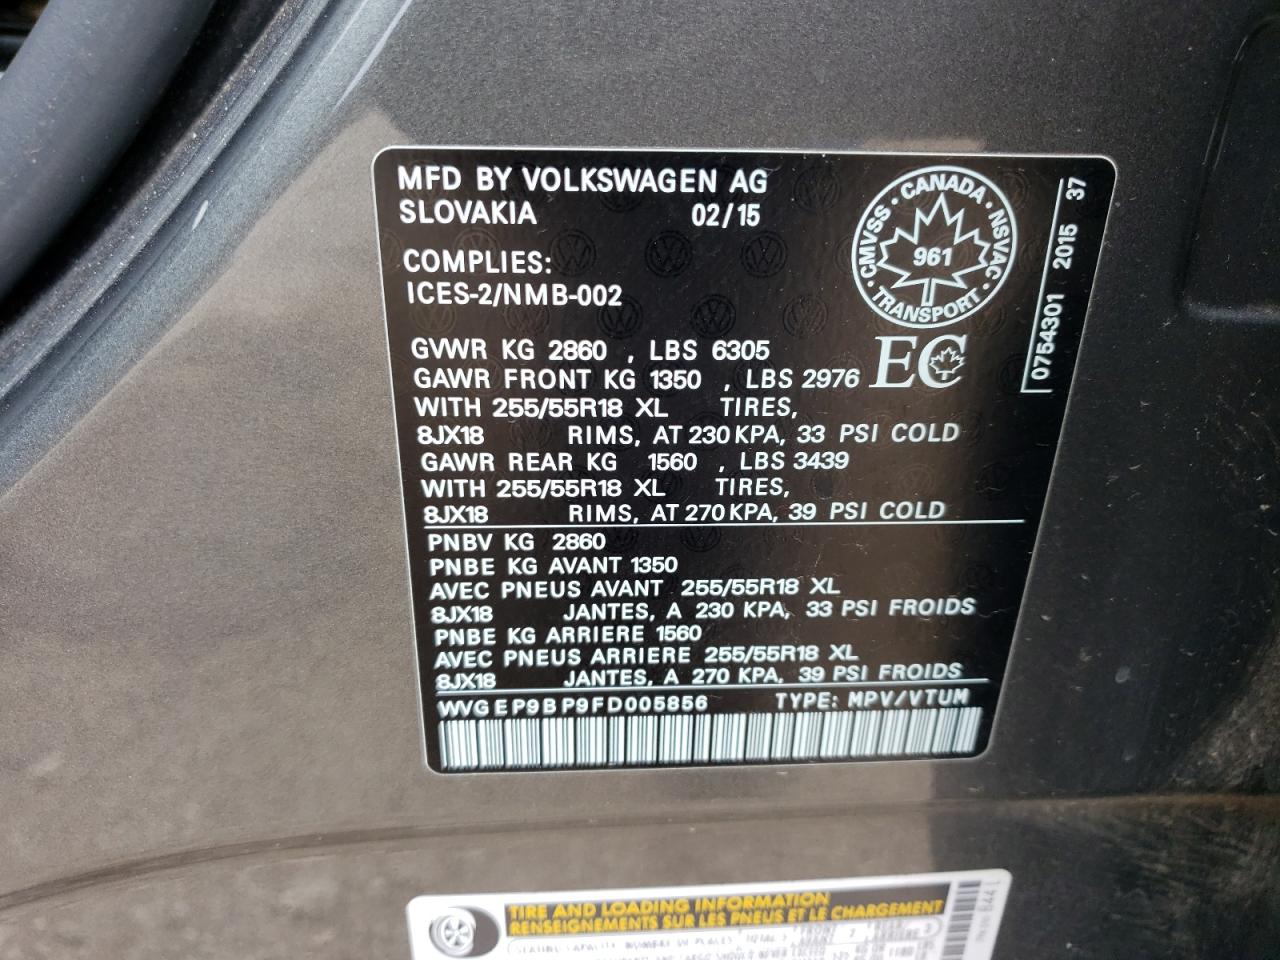 MFD BY VOLKSWAGEN AG
SLOVAKIA 02/15
COMPLIES:
ICES-2/NMB-002
CMVSS · CANADA · NSVAC · TRANSPORT ·
961
EC
0754301 2015 37
GVWR KG 2860 , LBS 6305
GAWR FRONT KG 1350 , LBS 2976
WITH 255/55R18 XL TIRES,
8JX18 RIMS, AT 230 KPA, 33 PSI COLD
GAWR REAR KG 1560 , LBS 3439
WITH 255/55R18 XL TIRES,
8JX18 RIMS, AT 270 KPA, 39 PSI COLD
PNBV KG 2860
PNBE KG AVANT 1350
AVEC PNEUS AVANT 255/55R18 XL
8JX18 JANTES, A 230 KPA, 33 PSI FROIDS
PNBE KG ARRIERE 1560
AVEC PNEUS ARRIERE 255/55R18 XL
8JX18 JANTES, A 270 KPA, 39 PSI FROIDS
WVGEP9BP9FD005856 TYPE: MPV/VTUM
TIRE AND LOADING INFORMATION
RENSEIGNEMENTS SUR LES PNEUS ET LE CHARGEMENT